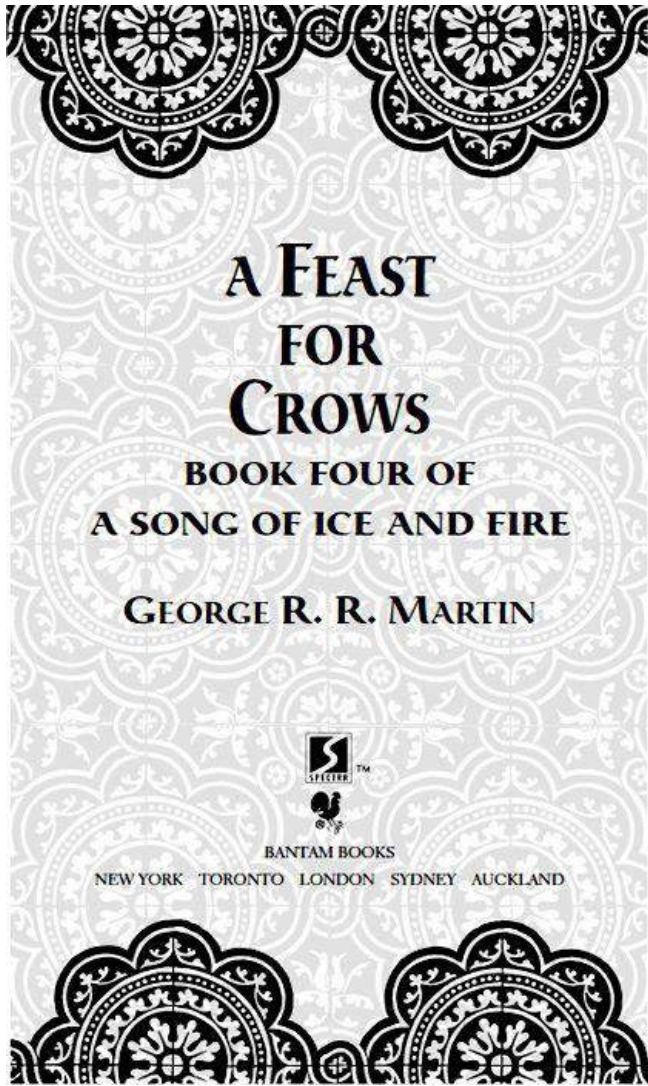 A FEAST
FOR
CROWS
BOOK FOUR OF
A SONG OF ICE AND FIRE
GEORGE R. R. MARTIN
SPECTRA
TM
BANTAM BOOKS
NEW YORK TORONTO LONDON SYDNEY AUCKLAND